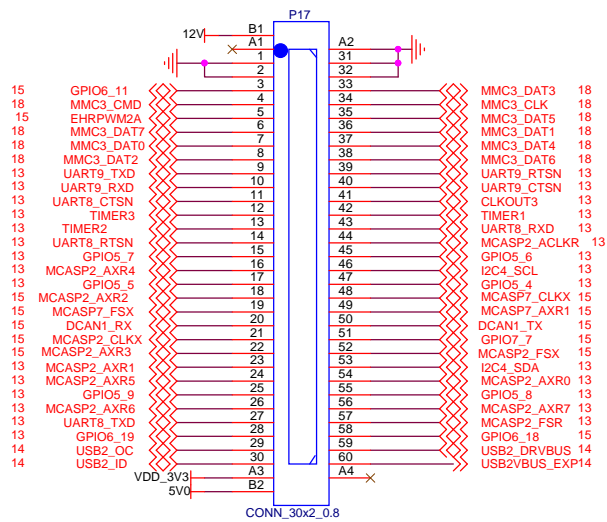 P17
12V B1
A1 A2
1 31
2 32
15 GPIO6_11 3 33 MMC3_DAT3 18
18 MMC3_CMD 4 34 MMC3_CLK 18
15 EHRPWM2A 5 35 MMC3_DAT5 18
18 MMC3_DAT7 6 36 MMC3_DAT1 18
18 MMC3_DAT0 7 37 MMC3_DAT4 18
18 MMC3_DAT2 8 38 MMC3_DAT6 18
13 UART9_TXD 9 39 UART9_RTSN 13
13 UART9_RXD 10 40 UART9_CTSN 13
13 UART8_CTSN 11 41 CLKOUT3 13
13 TIMER3 12 42 TIMER1 13
13 TIMER2 13 43 UART8_RXD 13
13 UART8_RTSN 14 44 MCASP2_ACLKR 13
13 GPIO5_7 15 45 GPIO5_6 13
13 MCASP2_AXR4 16 46 I2C4_SCL 13
13 GPIO5_5 17 47 GPIO5_4 13
15 MCASP2_AXR2 18 48 MCASP7_CLKX 15
15 MCASP7_FSX 19 49 MCASP7_AXR1 15
15 DCAN1_RX 20 50 DCAN1_TX 15
15 MCASP2_CLKX 21 51 GPIO7_7 15
15 MCASP2_AXR3 22 52 MCASP2_FSX 15
13 MCASP2_AXR1 23 53 I2C4_SDA 13
13 MCASP2_AXR5 24 54 MCASP2_AXR0 13
13 GPIO5_9 25 55 GPIO5_8 13
13 MCASP2_AXR6 26 56 MCASP2_AXR7 13
13 UART8_TXD 27 57 MCASP2_FSR 13
13 GPIO6_19 28 58 GPIO6_18 15
14 USB2_OC 29 59 USB2_DRVBUS 14
14 USB2_ID 30 60 USB2VBUS_EXP 14
VDD_3V3 A3 A4
5V0 B2
CONN_30x2_0.8